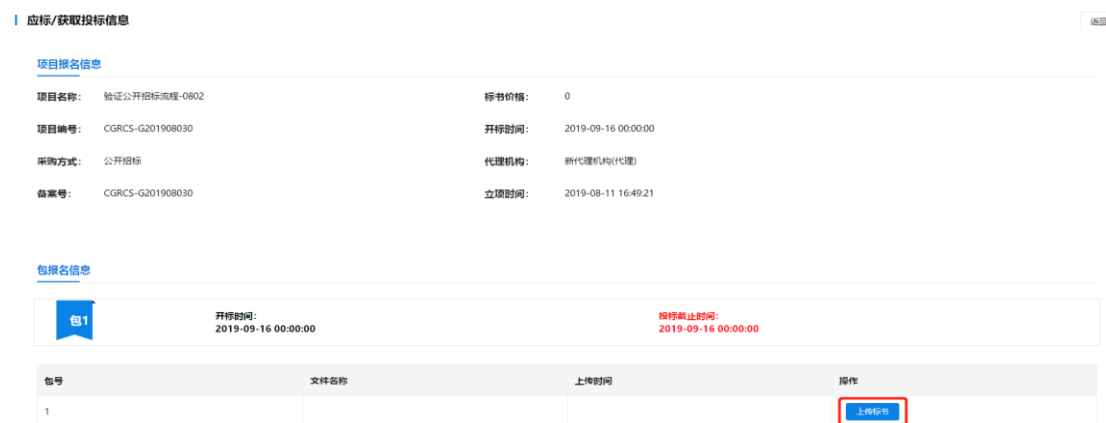 应标/获取投标信息
返回
项目报名信息
项目名称： 验证公开招标流程-0802 标书价格： 0
项目编号： CGRCS-G201908030 开标时间： 2019-09-16 00:00:00
采购方式： 公开招标 代理机构： 新代理机构(代理)
备案号： CGRCS-G201908030 立项时间： 2019-08-11 16:49:21
包报名信息
包1
开标时间： 投标截止时间：
2019-09-16 00:00:00 2019-09-16 00:00:00
包号 文件名称 上传时间 操作
1 上传标书